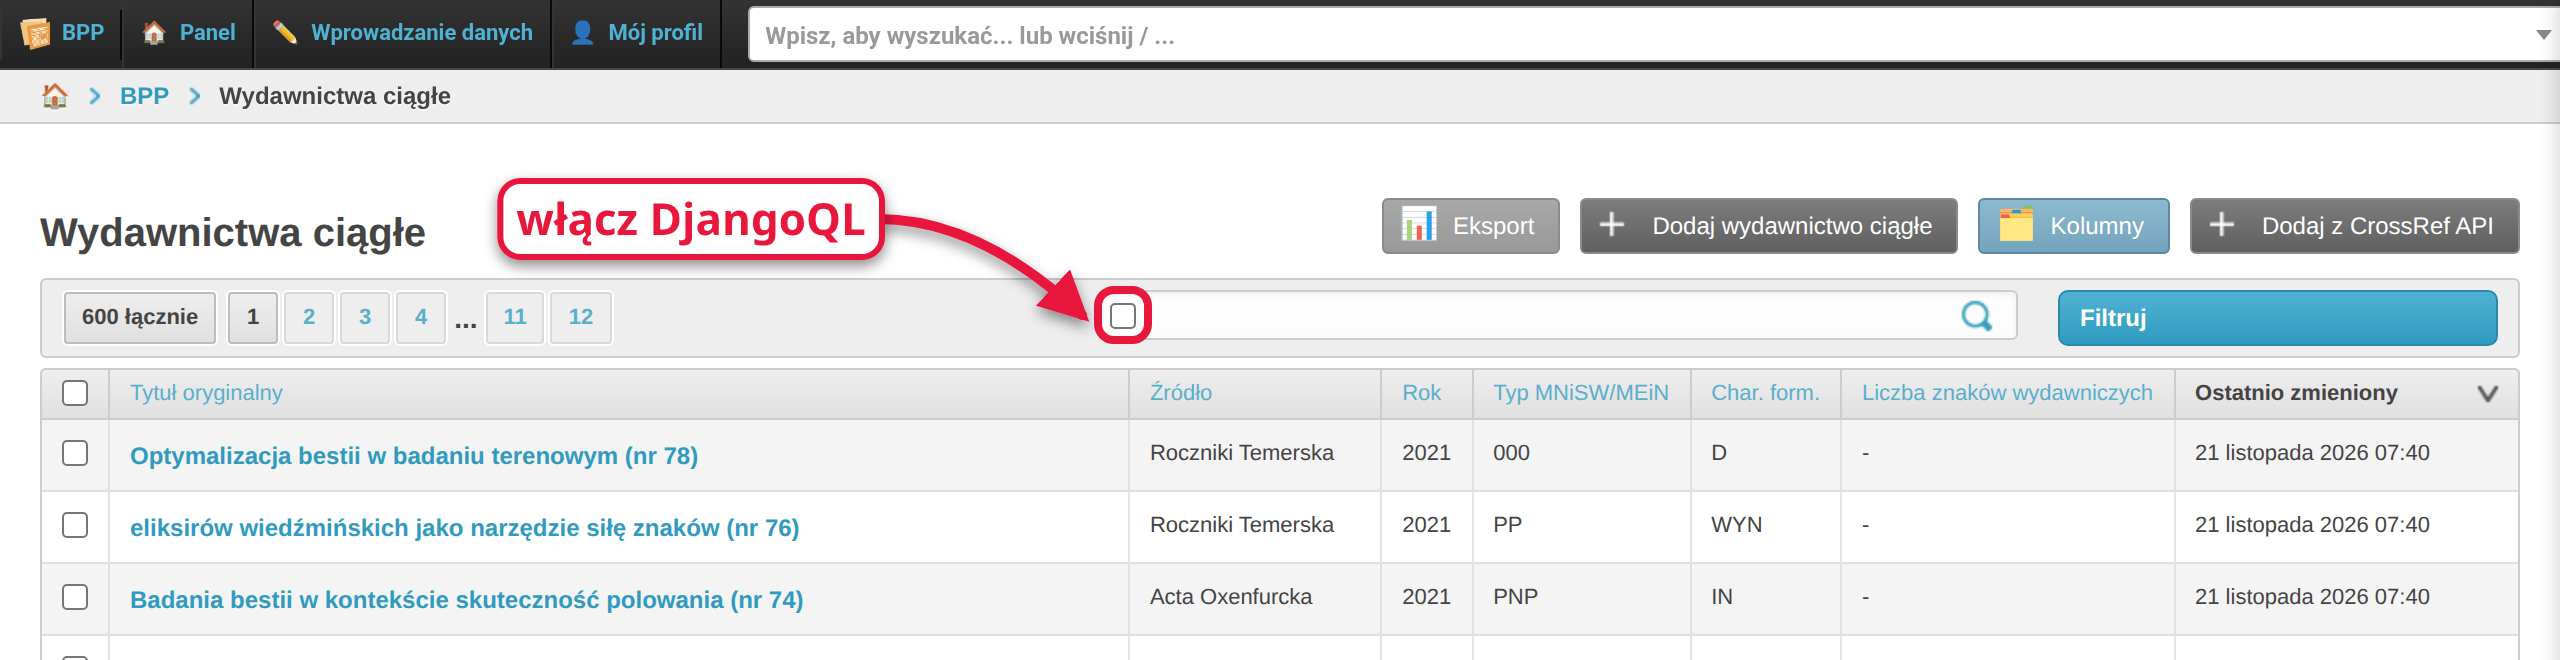 BPP Panel Wprowadzanie danych Mój profil Wpisz, aby wyszukać... lub wciśnij / ...
BPP Wydawnictwa ciągłe
włącz DjangoQL
Wydawnictwa ciągłe
Eksport Dodaj wydawnictwo ciągłe Kolumny Dodaj z CrossRef API
600 łącznie 1 2 3 4 ... 11 12 Filtruj
Tytuł oryginalny Źródło Rok Typ MNiSW/MEiN Char. form. Liczba znaków wydawniczych Ostatnio zmieniony
Optymalizacja bestii w badaniu terenowym (nr 78) Roczniki Temerska 2021 000 D - 21 listopada 2026 07:40
eliksirów wiedźmińskich jako narzędzie siłę znaków (nr 76) Roczniki Temerska 2021 PP WYN - 21 listopada 2026 07:40
Badania bestii w kontekście skuteczność polowania (nr 74) Acta Oxenfurcka 2021 PNP IN - 21 listopada 2026 07:40